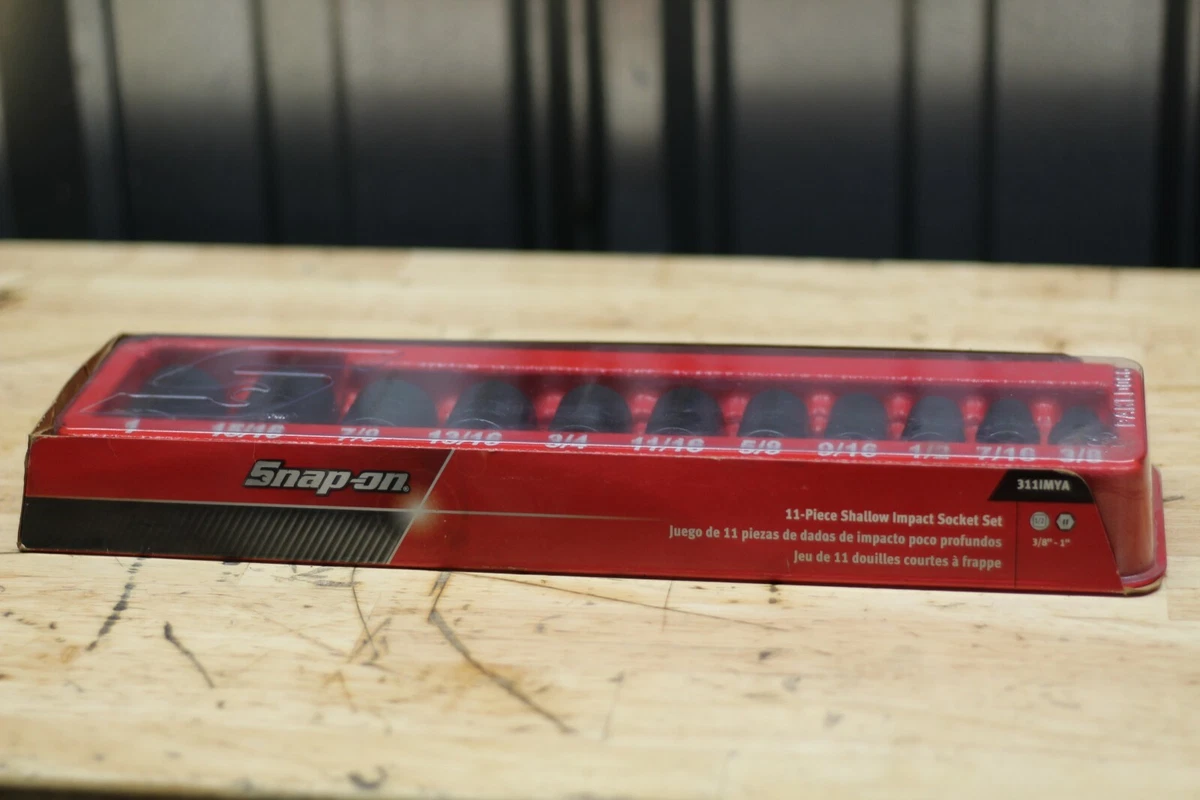 1 15/16 7/8 13/16 3/4 11/16 5/8 9/16 1/2 7/16 3/8
Snap-on
311IMYA
11-Piece Shallow Impact Socket Set
Juego de 11 piezas de dados de impacto poco profundos
Jeu de 11 douilles courtes à frappe
3/8" - 1"